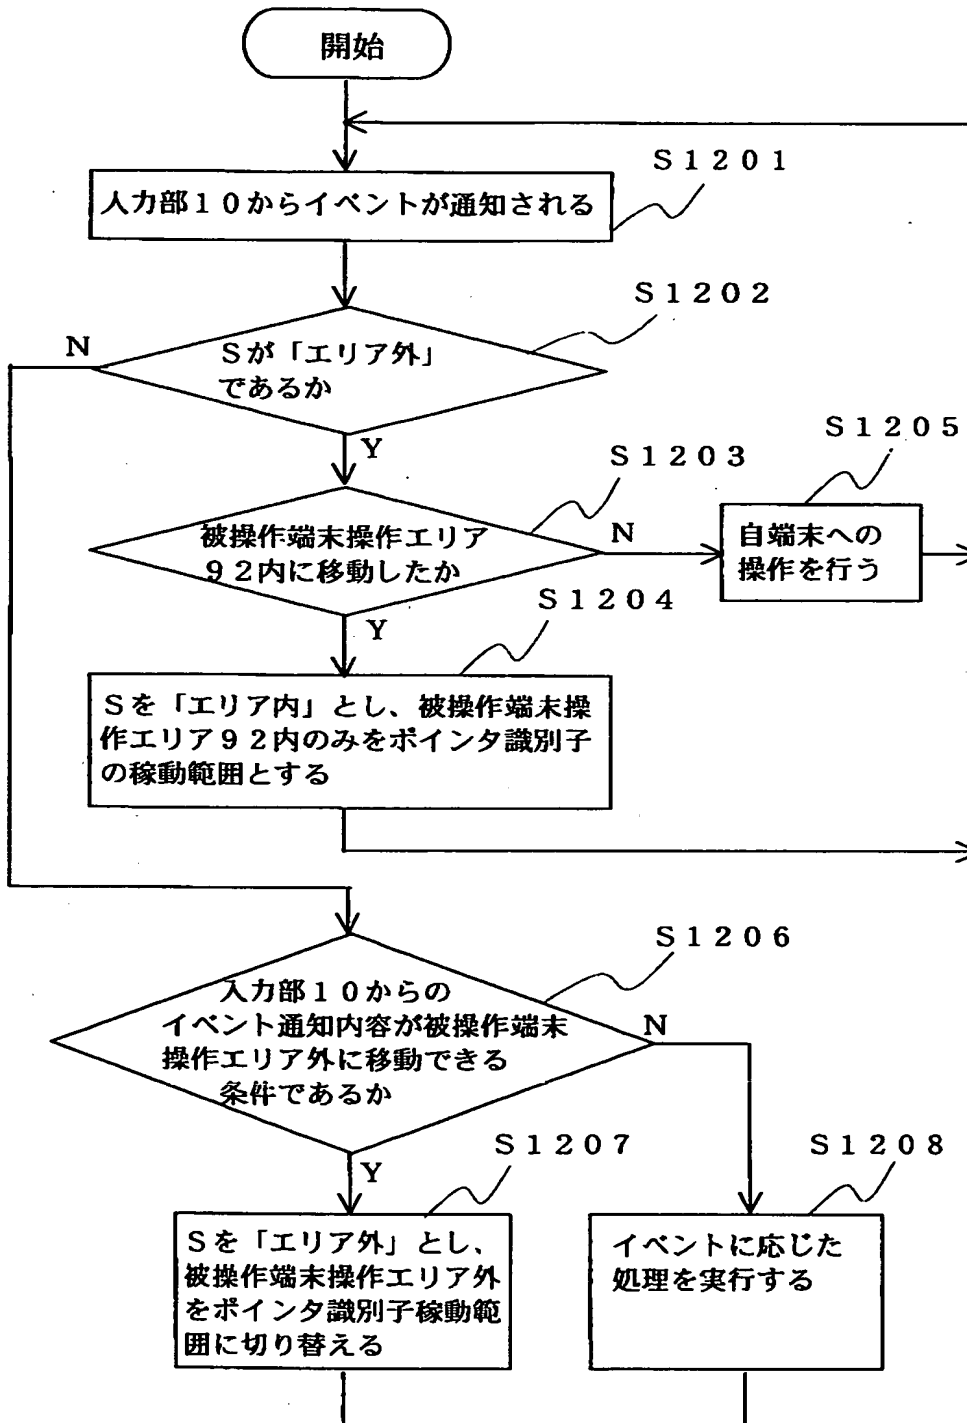 開始
S1201
入力部10からイベントが通知される
S1202
N
Sが「エリア外」
であるか
Y
S1203
S1205
被操作端末操作エリア
92内に移動したか
N
自端末への
操作を行う
S1204
Y
Sを「エリア内」とし、被操作端末操
作エリア92内のみをポインタ識別子
の稼動範囲とする
S1206
入力部10からの
イベント通知内容が被操作端末
操作エリア外に移動できる
条件であるか
N
S1207
Y
S1208
Sを「エリア外」とし、
被操作端末操作エリア外
をポインタ識別子稼動範
囲に切り替える
イベントに応じた
処理を実行する